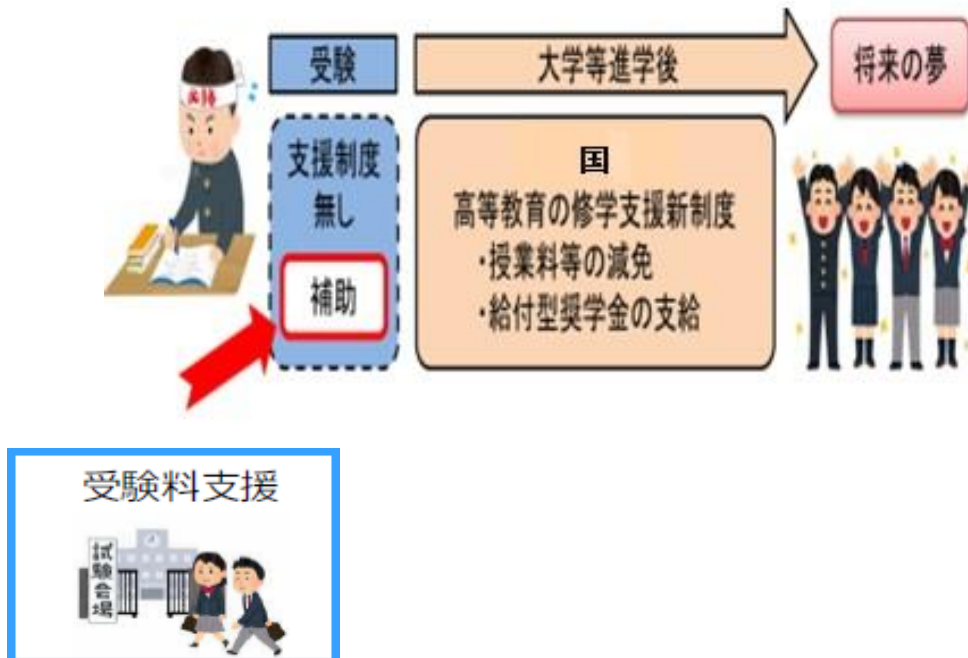 受験
大学等進学後
将来の夢
必勝
支援制度
無し
補助
国
高等教育の修学支援新制度
・授業料等の減免
・給付型奨学金の支給
受験料支援
試験会場